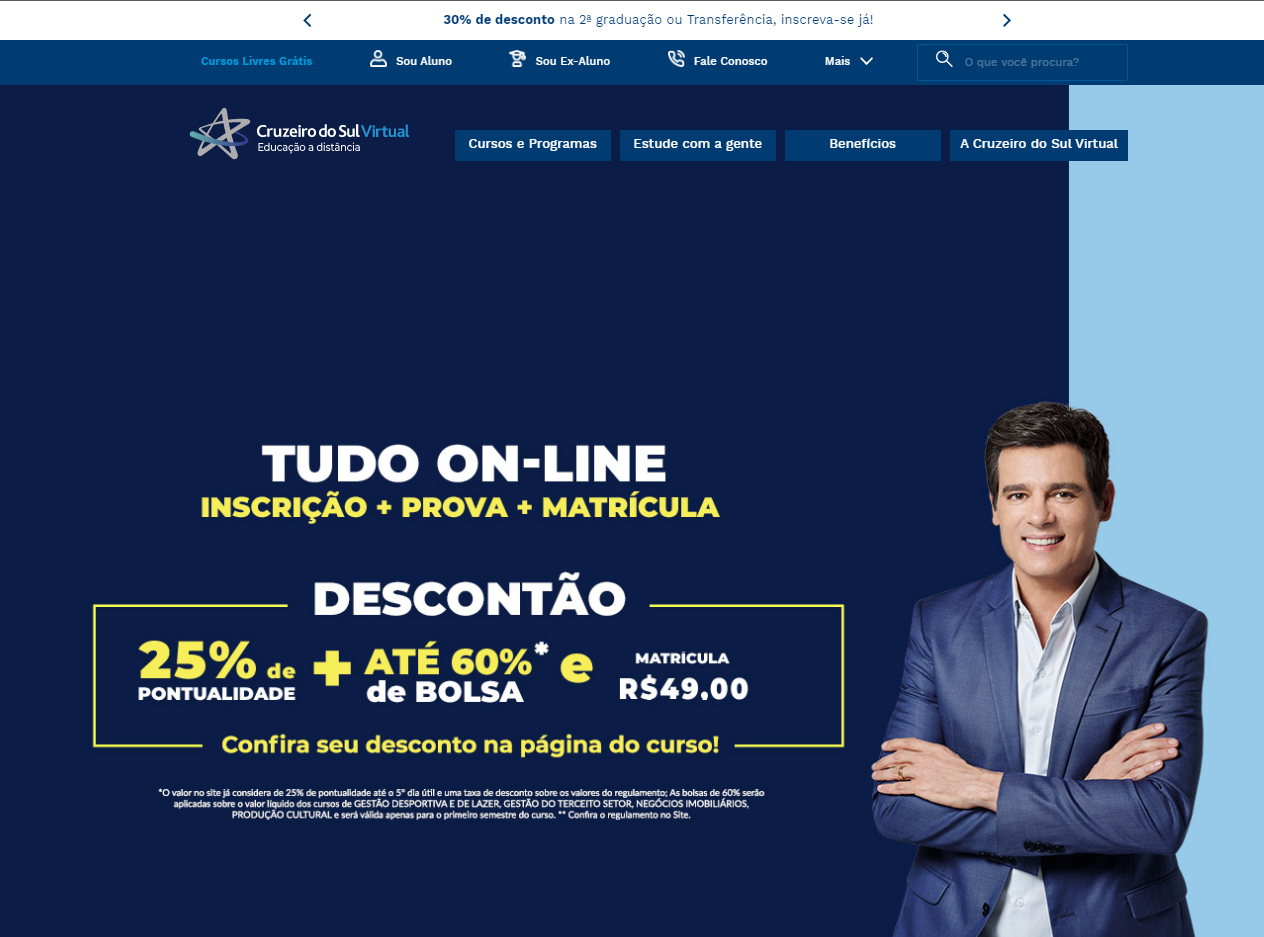 30% de desconto na 2ª graduação ou Transferência, inscreva-se já!
Cursos Livres Grátis Sou Aluno Sou Ex-Aluno Fale Conosco Mais O que você procura?
Cruzeiro do Sul Virtual
Educação a distância
Cursos e Programas Estude com a gente Benefícios A Cruzeiro do Sul Virtual
TUDO ON-LINE
INSCRIÇÃO + PROVA + MATRÍCULA
DESCONTÃO
25% de + ATÉ 60%* e MATRÍCULA
PONTUALIDADE de BOLSA R$49,00
Confira seu desconto na página do curso!
*O valor no site já considera de 25% de pontualidade até o 5° dia útil e uma taxa de desconto sobre os valores do regulamento; As bolsas de 60% serão
aplicadas sobre o valor líquido dos cursos de GESTÃO DESPORTIVA E DE LAZER, GESTÃO DO TERCEITO SETOR, NEGÓCIOS IMOBILIÁRIOS,
PRODUÇÃO CULTURAL e será válida apenas para o primeiro semestre do curso. ** Confira o regulamento no Site.